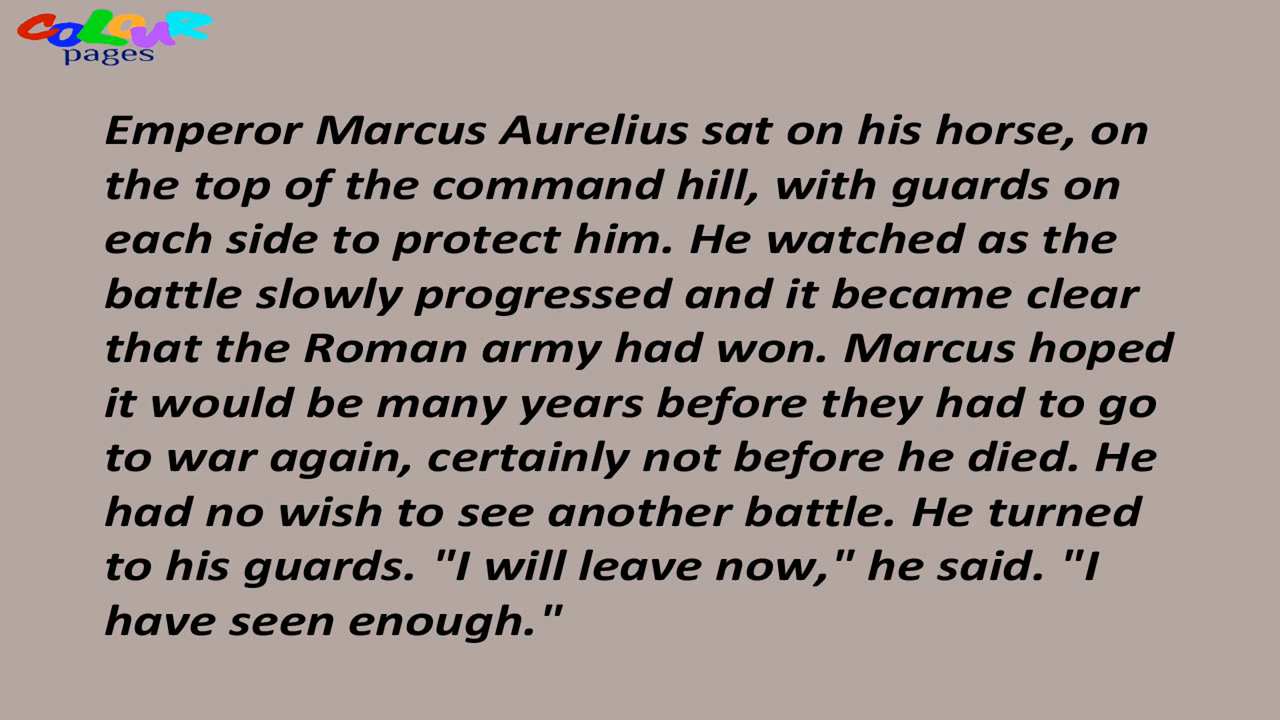 COLOUR
pages
Emperor Marcus Aurelius sat on his horse, on
the top of the command hill, with guards on
each side to protect him. He watched as the
battle slowly progressed and it became clear
that the Roman army had won. Marcus hoped
it would be many years before they had to go
to war again, certainly not before he died. He
had no wish to see another battle. He turned
to his guards. "I will leave now," he said. "I
have seen enough."